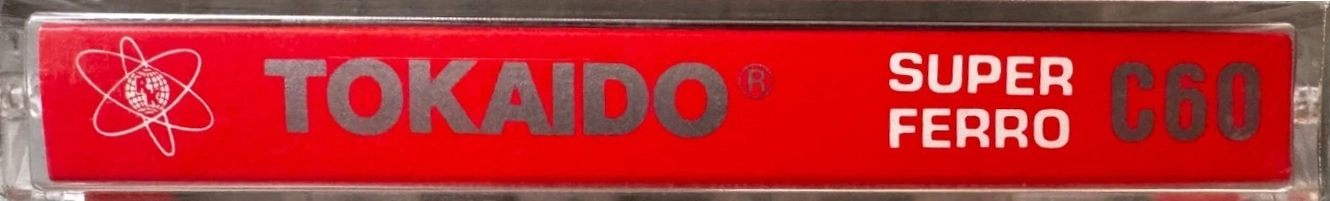 TOKAIDO®
SUPER
FERRO
C60